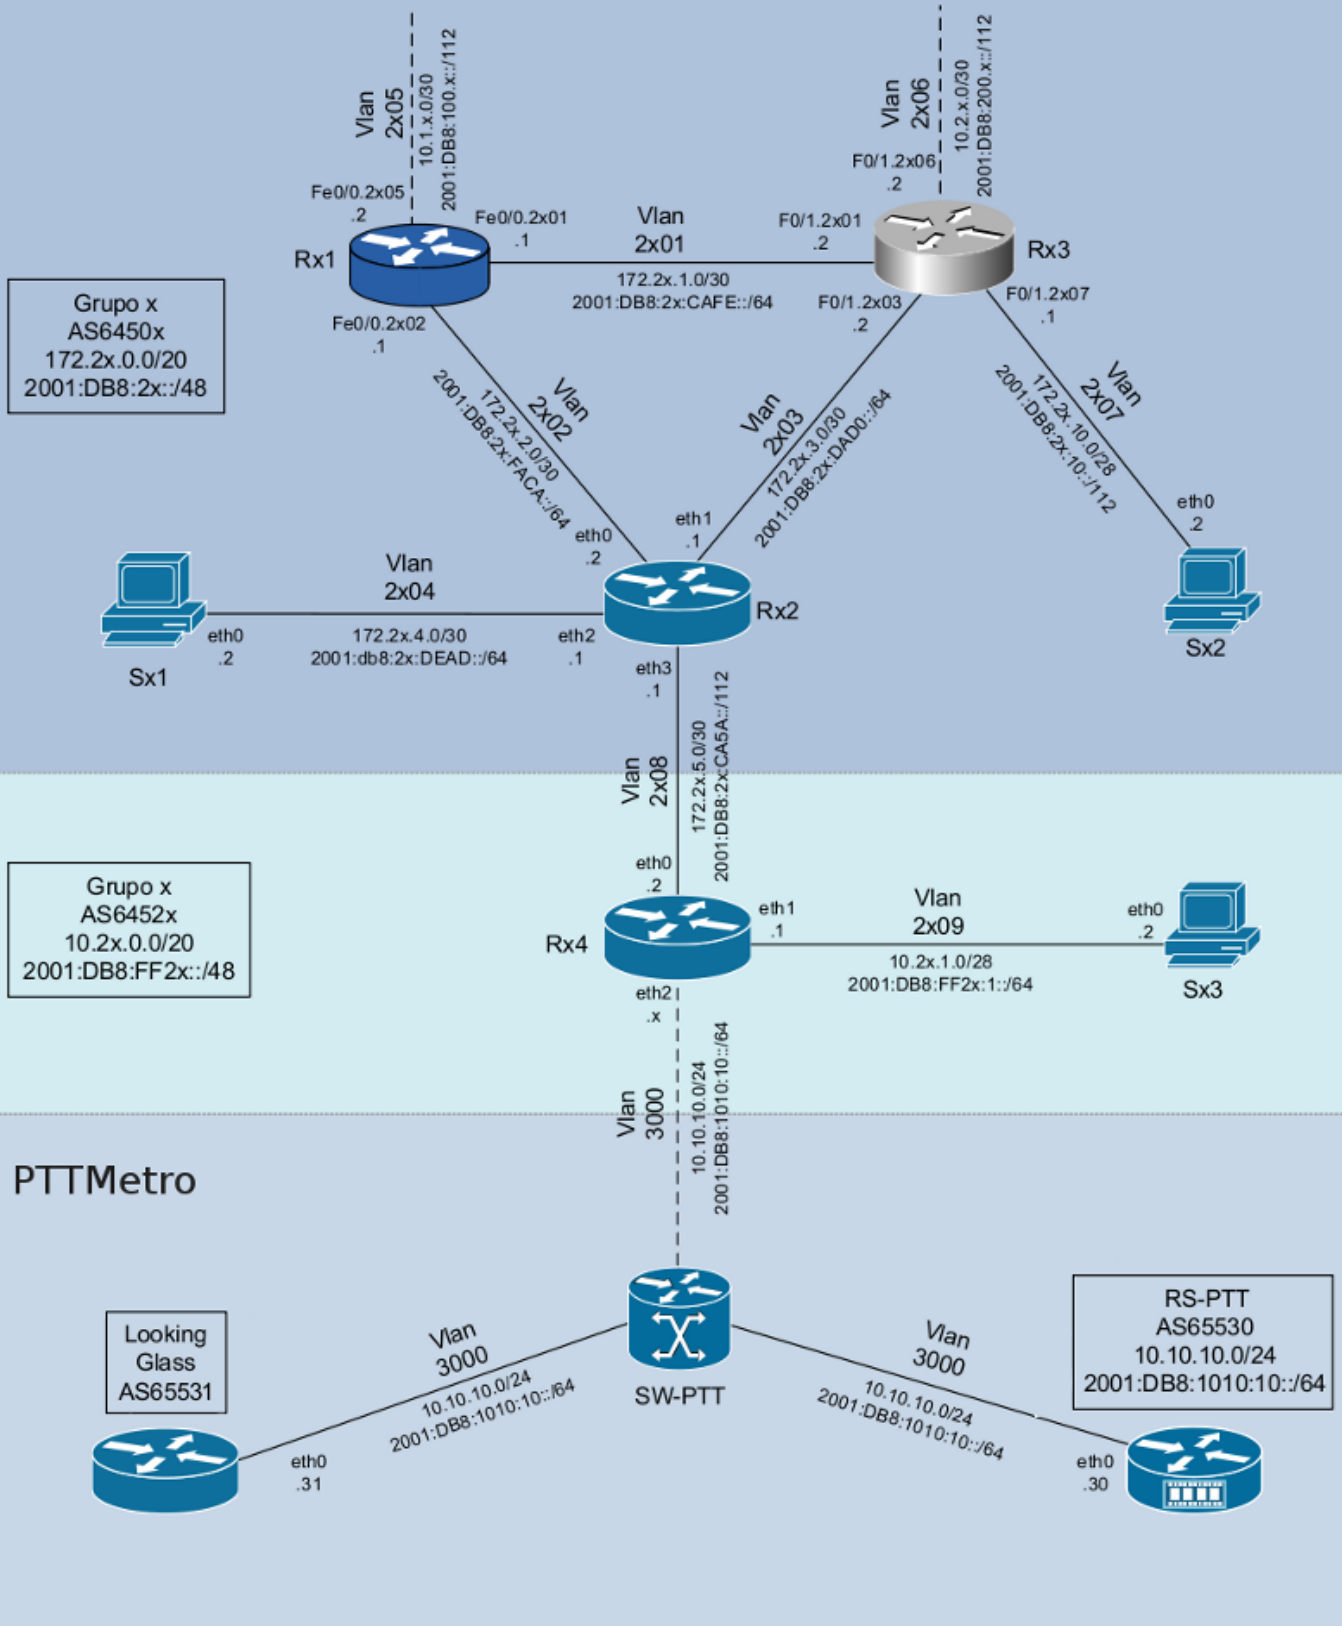 Vlan
2x05
10.1.x.0/30
2001:DB8:100.x::/112
Vlan
2x06
10.2.x.0/30
2001:DB8:200.x::/112
Fe0/0.2x05
.2
F0/1.2x06
.2
Rx1
Fe0/0.2x01
.1
Vlan
2x01
172.2x.1.0/30
2001:DB8:2x:CAFE::/64
F0/1.2x01
.2
Rx3
Fe0/0.2x02
.1
F0/1.2x03
.2
F0/1.2x07
.1
Grupo x
AS6450x
172.2x.0.0/20
2001:DB8:2x::/48
Vlan
2x02
172.2x.2.0/30
2001:DB8:2x:FACA::/64
Vlan
2x03
172.2x.3.0/30
2001:DB8:2x:DAD0::/64
Vlan
2x07
172.2x.10.0/28
2001:DB8:2x:10::/112
eth0
.2
eth1
.1
eth0
.2
Vlan
2x04
172.2x.4.0/30
2001:db8:2x:DEAD::/64
eth0
.2
eth2
.1
Rx2
Sx1
Sx2
eth3
.1
Vlan
2x08
172.2x.5.0/30
2001:DB8:2x:CA5A::/112
eth0
.2
Grupo x
AS6452x
10.2x.0.0/20
2001:DB8:FF2x::/48
Rx4
eth1
.1
Vlan
2x09
10.2x.1.0/28
2001:DB8:FF2x:1::/64
eth0
.2
Sx3
eth2
.x
Vlan
3000
10.10.10.0/24
2001:DB8:1010:10::/64
PTTMetro
SW-PTT
Looking
Glass
AS65531
Vlan
3000
10.10.10.0/24
2001:DB8:1010:10::/64
eth0
.31
Vlan
3000
10.10.10.0/24
2001:DB8:1010:10::/64
RS-PTT
AS65530
10.10.10.0/24
2001:DB8:1010:10::/64
eth0
.30